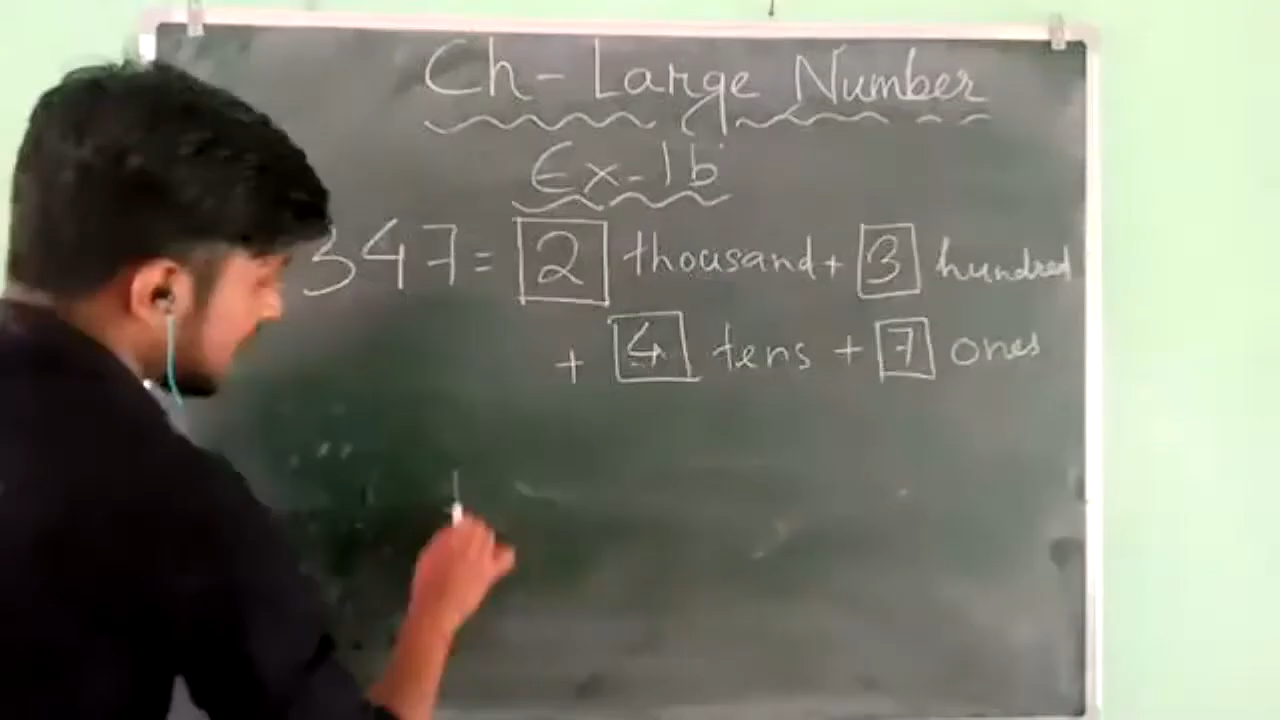 Ch- Large Number
Ex-1b
347= 2 thousand+ 3 hundred
+ 4 tens + 7 ones